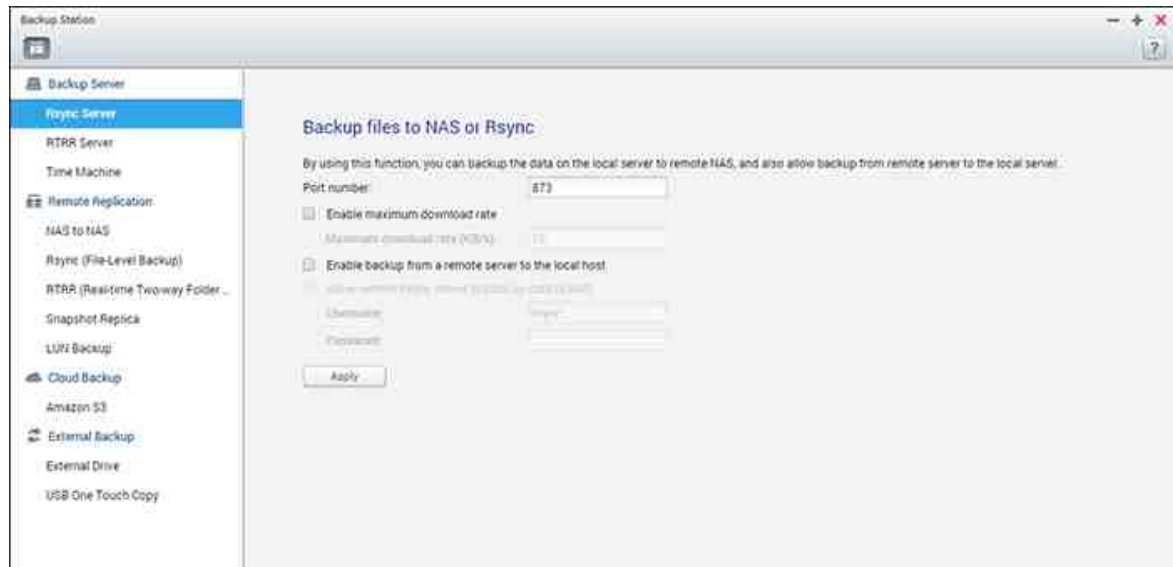 Backup Station
?
Backup Server
Rsync Server
RTRR Server
Time Machine
Remote Replication
NAS to NAS
Rsync (File-Level Backup)
RTRR (Real-time Two-way Folder ...
Snapshot Replica
LUN Backup
Cloud Backup
Amazon S3
External Backup
External Drive
USB One Touch Copy
Backup files to NAS or Rsync
By using this function, you can backup the data on the local server to remote NAS, and also allow backup from remote server to the local server.
Port number: 873
Enable maximum download rate
Maximum download rate (KB/s):
Enable backup from a remote server to the local host
Username:
Password:
Apply